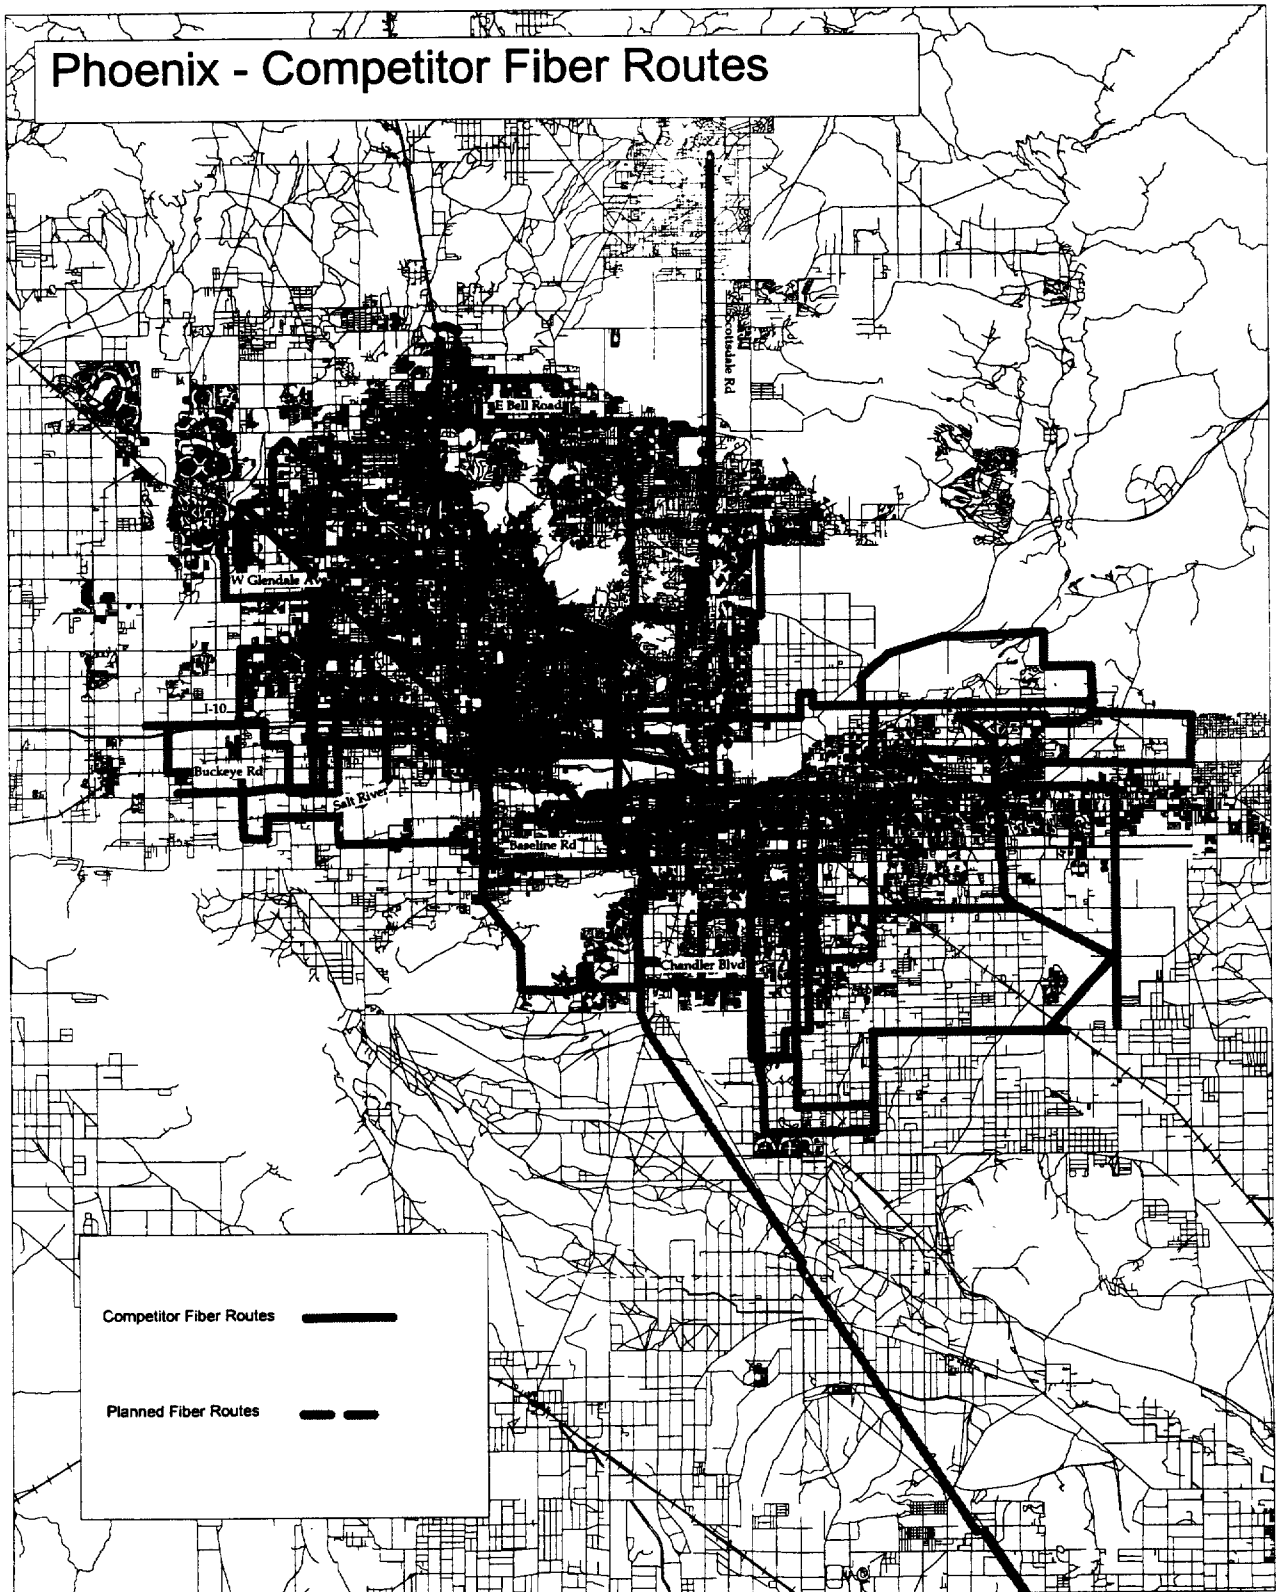 Phoenix - Competitor Fiber Routes
Scottsdale Rd
E Bell Road
W Glendale Av
I-10
Buckeye Rd
Salt River
Baseline Rd
Chandler Blvd
Competitor Fiber Routes
Planned Fiber Routes